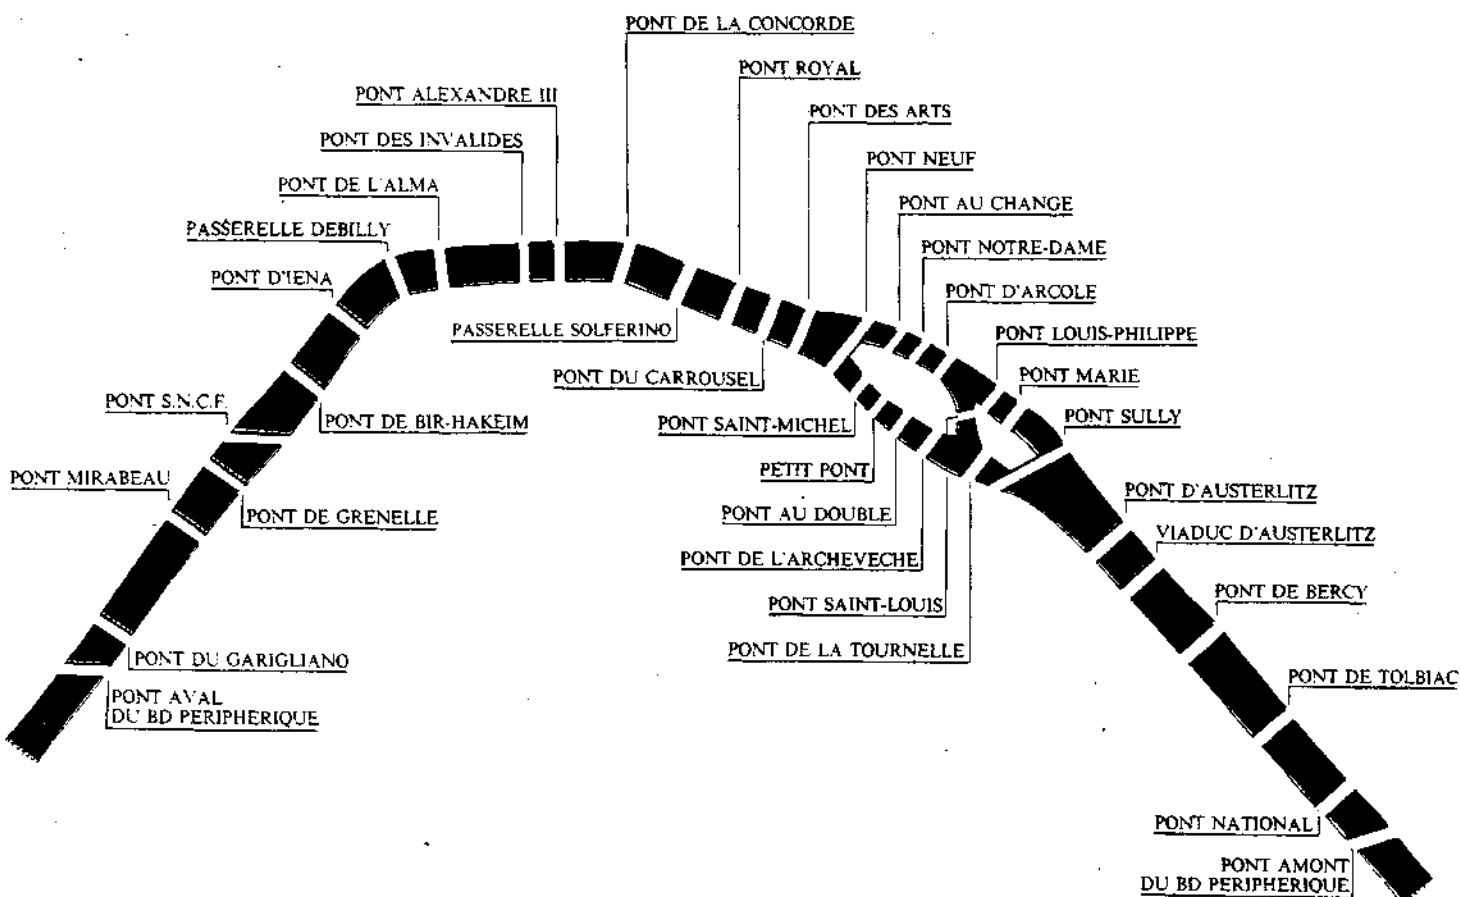 PONT DE LA CONCORDE
PONT ROYAL
PONT ALEXANDRE III
PONT DES ARTS
PONT DES INVALIDES
PONT NEUF
PONT DE L'ALMA
PONT AU CHANGE
PASSERELLE DEBILLY
PONT NOTRE-DAME
PONT D'IENA
PONT D'ARCOLE
PASSERELLE SOLFERINO
PONT LOUIS-PHILIPPE
PONT DU CARROUSEL
PONT MARIE
PONT S.N.C.F.
PONT DE BIR-HAKEIM
PONT SAINT-MICHEL
PONT SULLY
PONT MIRABEAU
PETIT PONT
PONT D'AUSTERLITZ
PONT DE GRENELLE
PONT AU DOUBLE
VIADUC D'AUSTERLITZ
PONT DE L'ARCHEVECHE
PONT DE BERCY
PONT SAINT-LOUIS
PONT DU GARIGLIANO
PONT DE LA TOURNELLE
PONT DE TOLBIAC
PONT AVAL
DU BD PERIPHERIQUE
PONT NATIONAL
PONT AMONT
DU BD PERIPHERIQUE